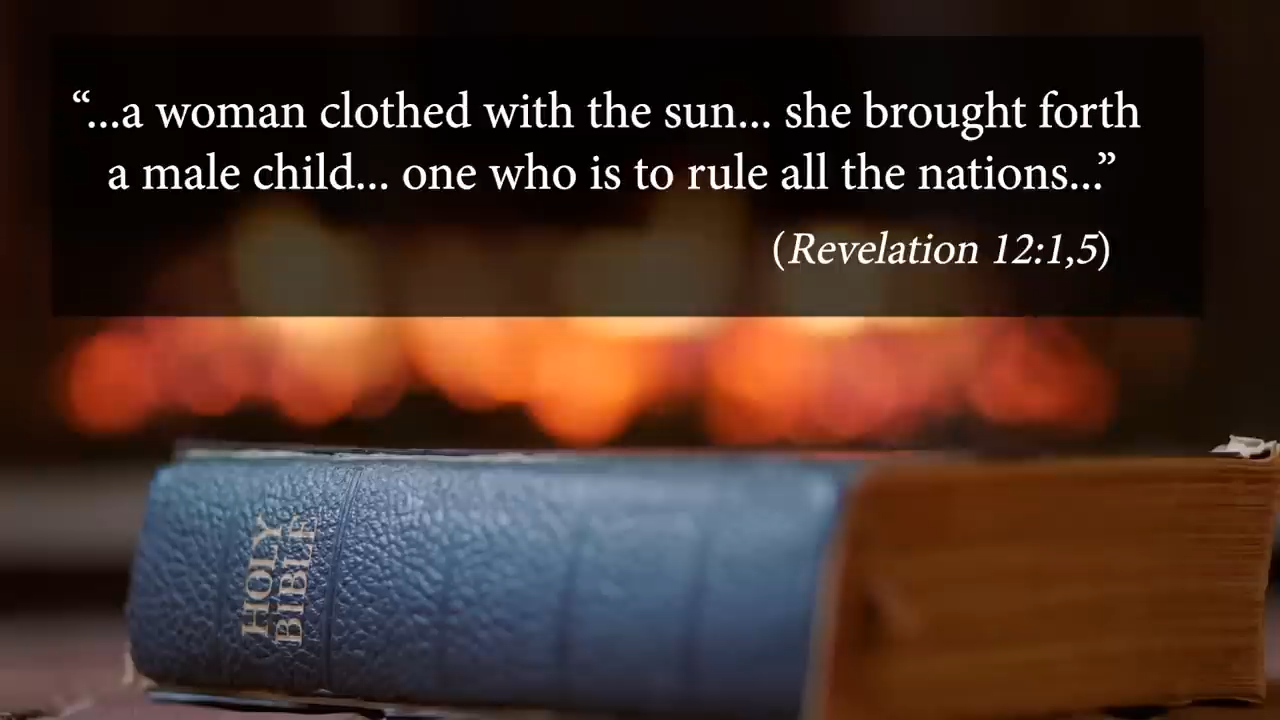 “...a woman clothed with the sun... she brought forth
a male child... one who is to rule all the nations...”
(Revelation 12:1,5)
HOLY
BIBLE